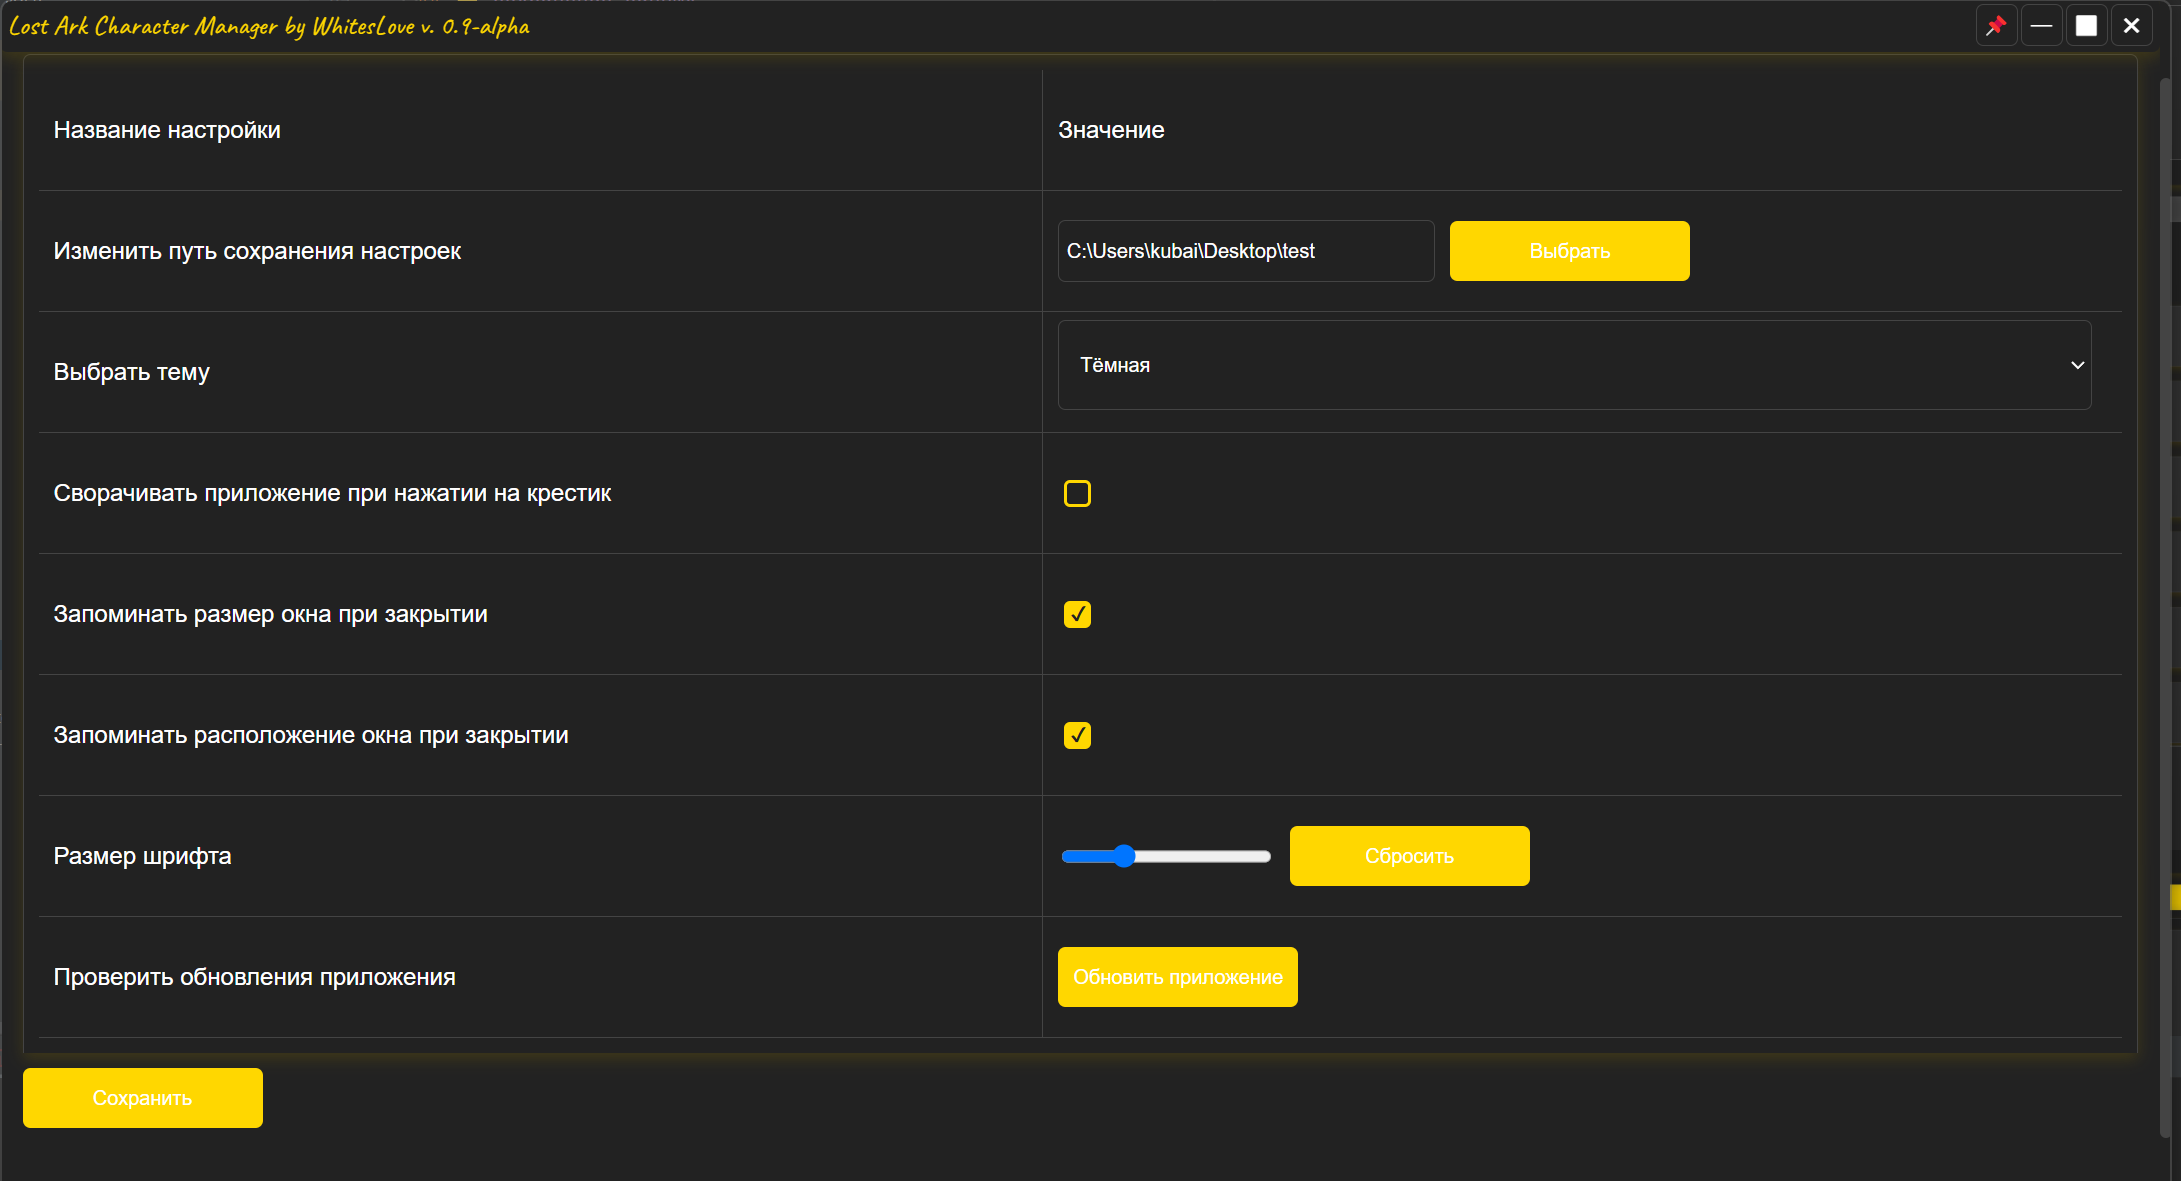 Lost Ark Character Manager by WhitesLove v. 0.9-alpha
Название настройки
Значение
Изменить путь сохранения настроек
C:\Users\kubai\Desktop\test
Выбрать
Выбрать тему
Тёмная
Сворачивать приложение при нажатии на крестик
Запоминать размер окна при закрытии
Запоминать расположение окна при закрытии
Размер шрифта
Сбросить
Проверить обновления приложения
Обновить приложение
Сохранить